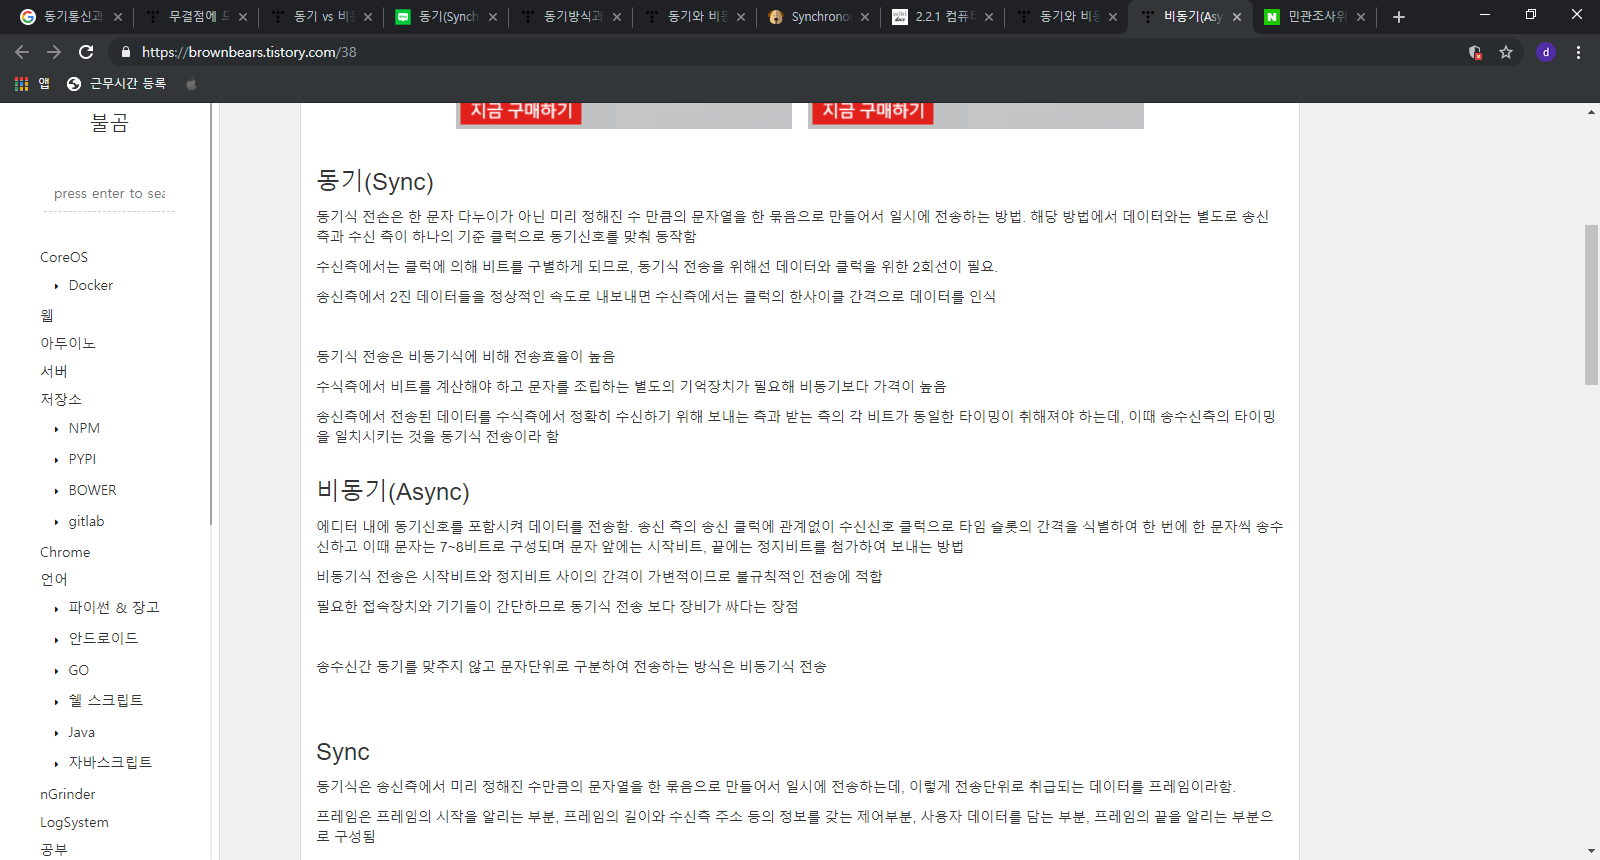 동기통신과
무결점에 도
동기 vs 비동
동기(Synch
동기방식과
동기와 비동
Synchrono
2.2.1 컴퓨터
동기와 비동
비동기(Asy
민관조사위
https://brownbears.tistory.com/38
d
앱
근무시간 등록
불곰
press enter to sea
CoreOS
Docker
웹
아두이노
서버
저장소
NPM
PYPI
BOWER
gitlab
Chrome
언어
파이썬 & 장고
안드로이드
GO
쉘 스크립트
Java
자바스크립트
nGrinder
LogSystem
공부
지금 구매하기
지금 구매하기
동기(Sync)
동기식 전손은 한 문자 다누이가 아닌 미리 정해진 수 만큼의 문자열을 한 묶음으로 만들어서 일시에 전송하는 방법. 해당 방법에서 데이터와는 별도로 송신
측과 수신 측이 하나의 기준 클럭으로 동기신호를 맞춰 동작함
수신측에서는 클럭에 의해 비트를 구별하게 되므로, 동기식 전송을 위해선 데이터와 클럭을 위한 2회선이 필요.
송신측에서 2진 데이터들을 정상적인 속도로 내보내면 수신측에서는 클럭의 한사이클 간격으로 데이터를 인식
동기식 전송은 비동기식에 비해 전송효율이 높음
수식측에서 비트를 계산해야 하고 문자를 조립하는 별도의 기억장치가 필요해 비동기보다 가격이 높음
송신측에서 전송된 데이터를 수식측에서 정확히 수신하기 위해 보내는 측과 받는 측의 각 비트가 동일한 타이밍이 취해져야 하는데, 이때 송수신측의 타이밍
을 일치시키는 것을 동기식 전송이라 함
비동기(Async)
에디터 내에 동기신호를 포함시켜 데이터를 전송함. 송신 측의 송신 클럭에 관계없이 수신신호 클럭으로 타임 슬롯의 간격을 식별하여 한 번에 한 문자씩 송수
신하고 이때 문자는 7~8비트로 구성되며 문자 앞에는 시작비트, 끝에는 정지비트를 첨가하여 보내는 방법
비동기식 전송은 시작비트와 정지비트 사이의 간격이 가변적이므로 불규칙적인 전송에 적합
필요한 접속장치와 기기들이 간단하므로 동기식 전송 보다 장비가 싸다는 장점
송수신간 동기를 맞추지 않고 문자단위로 구분하여 전송하는 방식은 비동기식 전송
Sync
동기식은 송신측에서 미리 정해진 수만큼의 문자열을 한 묶음으로 만들어서 일시에 전송하는데, 이렇게 전송단위로 취급되는 데이터를 프레임이라함.
프레임은 프레임의 시작을 알리는 부분, 프레임의 길이와 수신측 주소 등의 정보를 갖는 제어부분, 사용자 데이터를 담는 부분, 프레임의 끝을 알리는 부분으
로 구성됨